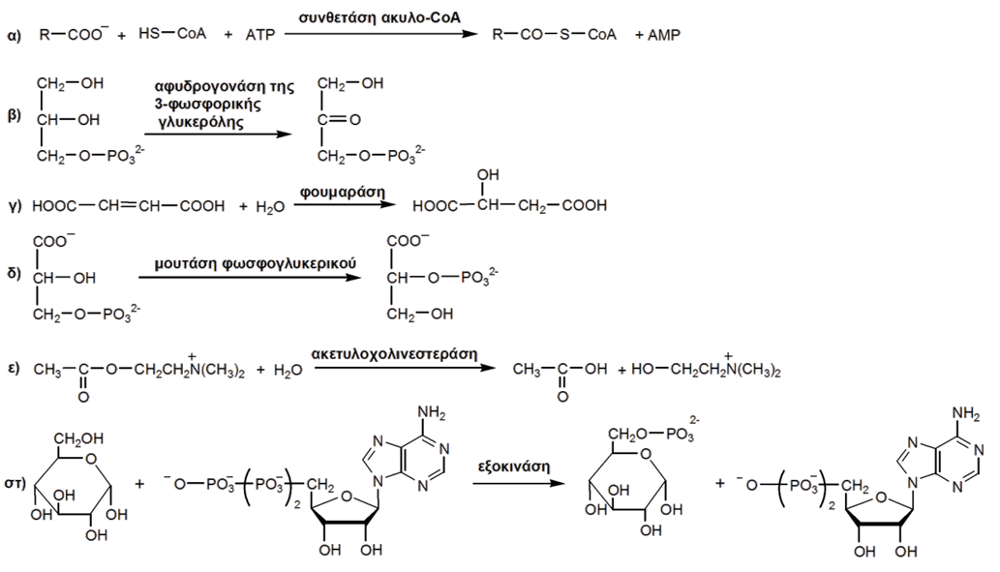 συνθετάση ακυλο-CoA
α) R—COO⁻ + HS—CoA + ATP R—CO—S—CoA + AMP
CH₂—OH αφυδρογονάση της CH₂—OH
3-φωσφορικής
β) CH—OH γλυκερόλης C=O
CH₂—O—PO₃²⁻ CH₂—O—PO₃²⁻
OH
γ) HOOC—CH=CH—COOH + H₂O φουμαράση HOOC—CH—CH₂—COOH
COO⁻ COO⁻
δ) CH—OH μουτάση φωσφογλυκερικού CH—O—PO₃²⁻
CH₂—O—PO₃²⁻ CH₂—OH
ε) CH₃—C—O—CH₂CH₂N⁺(CH₃)₂ + H₂O ακετυλοχολινεστεράση CH₃—C—OH + HO—CH₂CH₂N⁺(CH₃)₂
O O
NH₂ NH₂
CH₂OH CH₂O—PO₃²⁻
O N N O N N
στ) OH OH OH OH + ⁻O—PO₃⁻(PO₃⁻)₂CH₂ N N εξοκινάση OH OH OH OH + ⁻O—(PO₃⁻)₂CH₂ N N
O O
OH OH OH OH